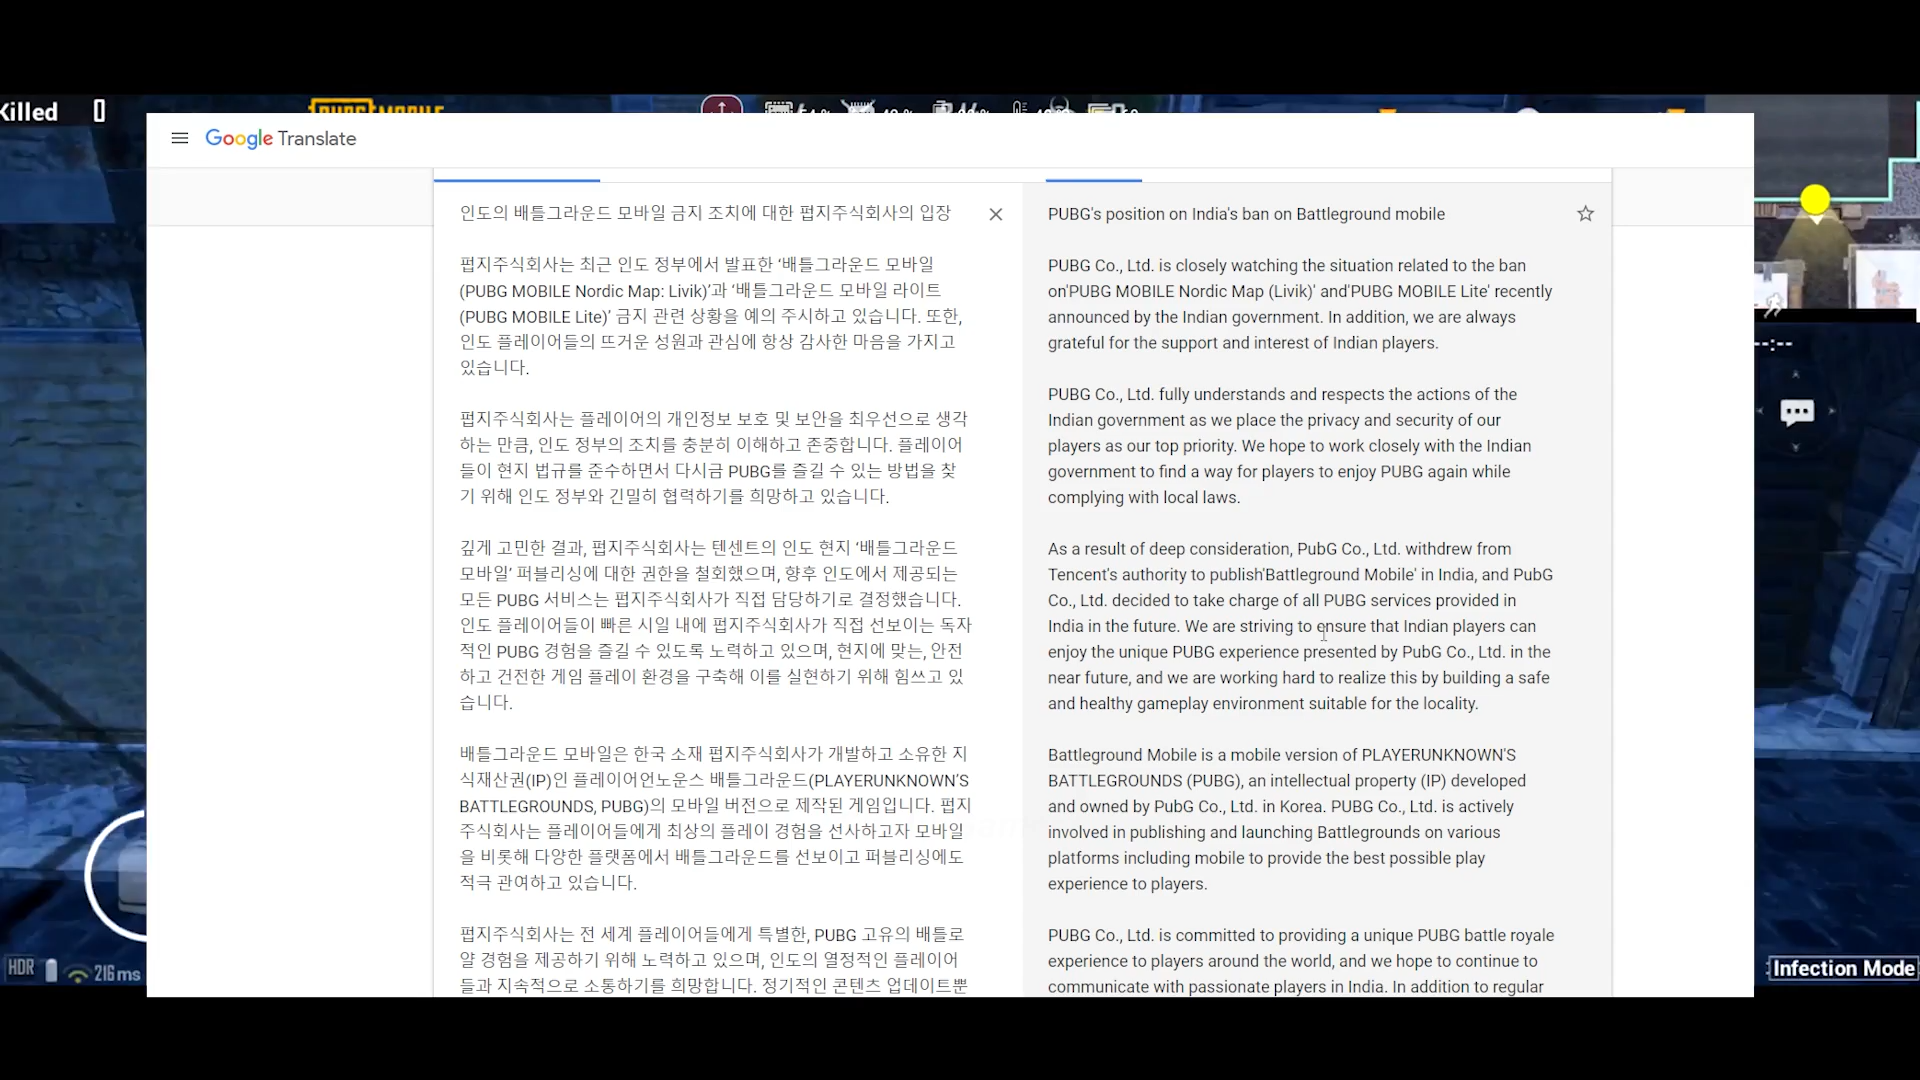 Killed 0
Google Translate
인도의 배틀그라운드 모바일 금지 조치에 대한 펍지주식회사의 입장
펍지주식회사는 최근 인도 정부에서 발표한 ‘배틀그라운드 모바일
(PUBG MOBILE Nordic Map: Livik)’과 ‘배틀그라운드 모바일 라이트
(PUBG MOBILE Lite)’ 금지 관련 상황을 예의 주시하고 있습니다. 또한,
인도 플레이어들의 뜨거운 성원과 관심에 항상 감사한 마음을 가지고
있습니다.
펍지주식회사는 플레이어의 개인정보 보호 및 보안을 최우선으로 생각
하는 만큼, 인도 정부의 조치를 충분히 이해하고 존중합니다. 플레이어
들이 현지 법규를 준수하면서 다시금 PUBG를 즐길 수 있는 방법을 찾
기 위해 인도 정부와 긴밀히 협력하기를 희망하고 있습니다.
깊게 고민한 결과, 펍지주식회사는 텐센트의 인도 현지 ‘배틀그라운드
모바일’ 퍼블리싱에 대한 권한을 철회했으며, 향후 인도에서 제공되는
모든 PUBG 서비스는 펍지주식회사가 직접 담당하기로 결정했습니다.
인도 플레이어들이 빠른 시일 내에 펍지주식회사가 직접 선보이는 독자
적인 PUBG 경험을 즐길 수 있도록 노력하고 있으며, 현지에 맞는, 안전
하고 건전한 게임 플레이 환경을 구축해 이를 실현하기 위해 힘쓰고 있
습니다.
배틀그라운드 모바일은 한국 소재 펍지주식회사가 개발하고 소유한 지
식재산권(IP)인 플레이어언노운스 배틀그라운드(PLAYERUNKNOWN’S
BATTLEGROUNDS, PUBG)의 모바일 버전으로 제작된 게임입니다. 펍지
주식회사는 플레이어들에게 최상의 플레이 경험을 선사하고자 모바일
을 비롯해 다양한 플랫폼에서 배틀그라운드를 선보이고 퍼블리싱에도
적극 관여하고 있습니다.
펍지주식회사는 전 세계 플레이어들에게 특별한, PUBG 고유의 배틀로
얄 경험을 제공하기 위해 노력하고 있으며, 인도의 열정적인 플레이어
들과 지속적으로 소통하기를 희망합니다. 정기적인 콘텐츠 업데이트뿐
PUBG's position on India's ban on Battleground mobile
PUBG Co., Ltd. is closely watching the situation related to the ban
on'PUBG MOBILE Nordic Map (Livik)' and'PUBG MOBILE Lite' recently
announced by the Indian government. In addition, we are always
grateful for the support and interest of Indian players.
PUBG Co., Ltd. fully understands and respects the actions of the
Indian government as we place the privacy and security of our
players as our top priority. We hope to work closely with the Indian
government to find a way for players to enjoy PUBG again while
complying with local laws.
As a result of deep consideration, PubG Co., Ltd. withdrew from
Tencent's authority to publish'Battleground Mobile' in India, and PubG
Co., Ltd. decided to take charge of all PUBG services provided in
India in the future. We are striving to ensure that Indian players can
enjoy the unique PUBG experience presented by PubG Co., Ltd. in the
near future, and we are working hard to realize this by building a safe
and healthy gameplay environment suitable for the locality.
Battleground Mobile is a mobile version of PLAYERUNKNOWN'S
BATTLEGROUNDS (PUBG), an intellectual property (IP) developed
and owned by PubG Co., Ltd. in Korea. PUBG Co., Ltd. is actively
involved in publishing and launching Battlegrounds on various
platforms including mobile to provide the best possible play
experience to players.
PUBG Co., Ltd. is committed to providing a unique PUBG battle royale
experience to players around the world, and we hope to continue to
communicate with passionate players in India. In addition to regular
HDR 216 ms
Infection Mode